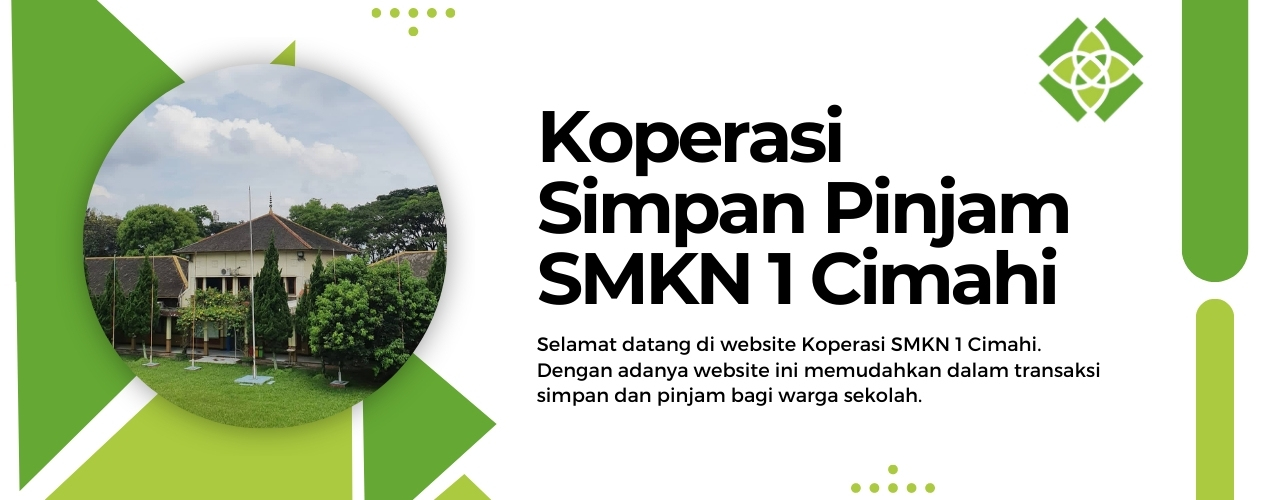 Koperasi
Simpan Pinjam
SMKN 1 Cimahi
Selamat datang di website Koperasi SMKN 1 Cimahi.
Dengan adanya website ini memudahkan dalam transaksi
simpan dan pinjam bagi warga sekolah.